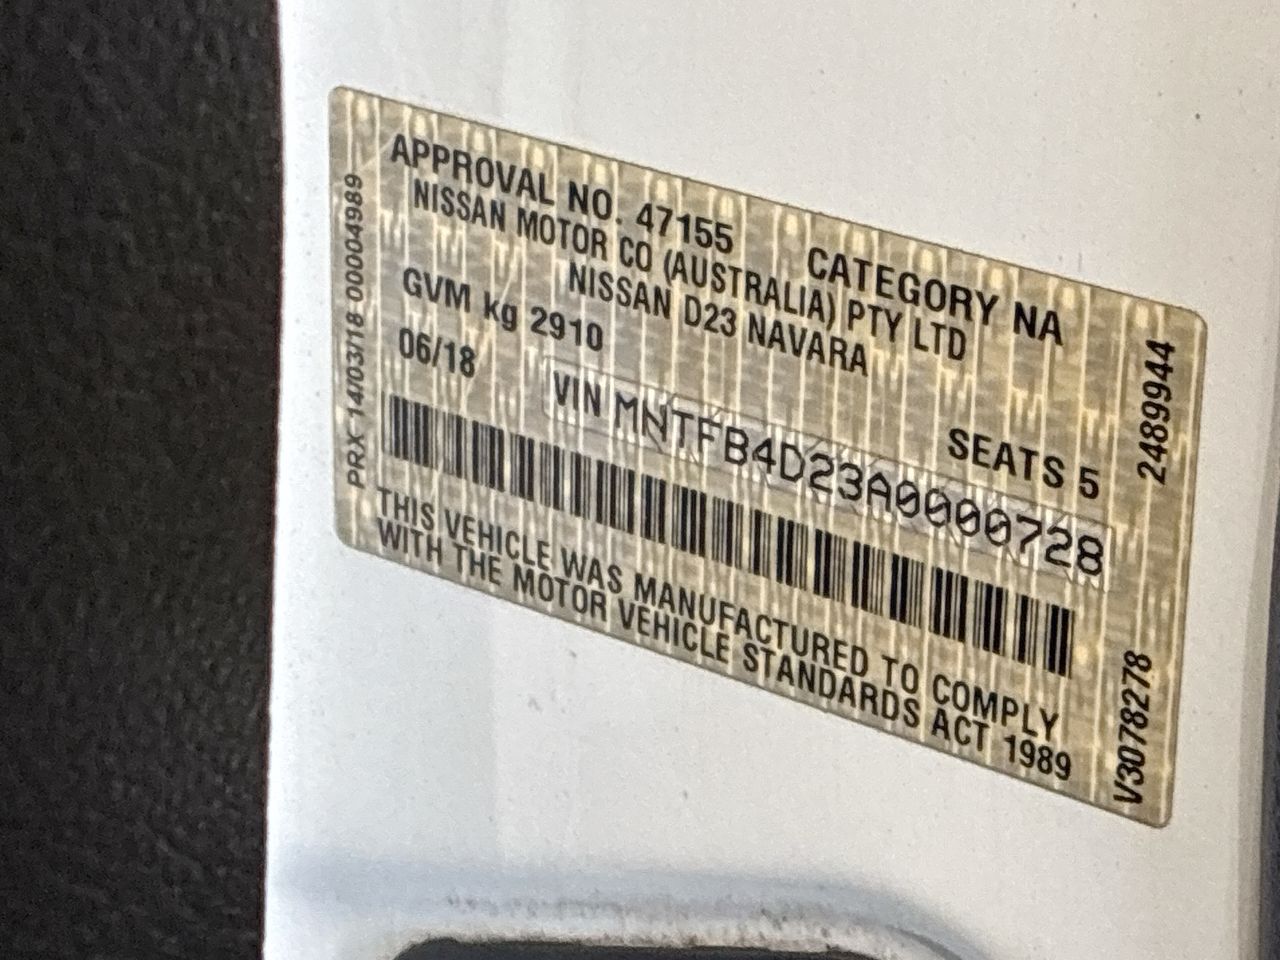 APPROVAL NO. 47155 CATEGORY NA
NISSAN MOTOR CO (AUSTRALIA) PTY LTD
NISSAN D23 NAVARA
GVM kg 2910
06/18
SEATS 5
VIN MNTFB4D23A0000728
THIS VEHICLE WAS MANUFACTURED TO COMPLY
WITH THE MOTOR VEHICLE STANDARDS ACT 1989
PRX 14/03/18 00004989
2489944
V3078278